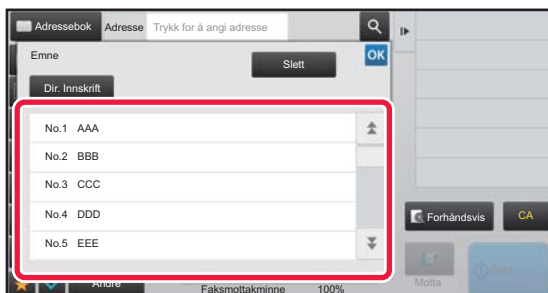 Adressebok Adresse Trykk for å angi adresse
Emne Slett OK
Dir. Innskrift
No.1 AAA
No.2 BBB
No.3 CCC
No.4 DDD
No.5 EEE
Forhåndsvis CA
Andre
Faksmottakminne 100%
Motta
Start